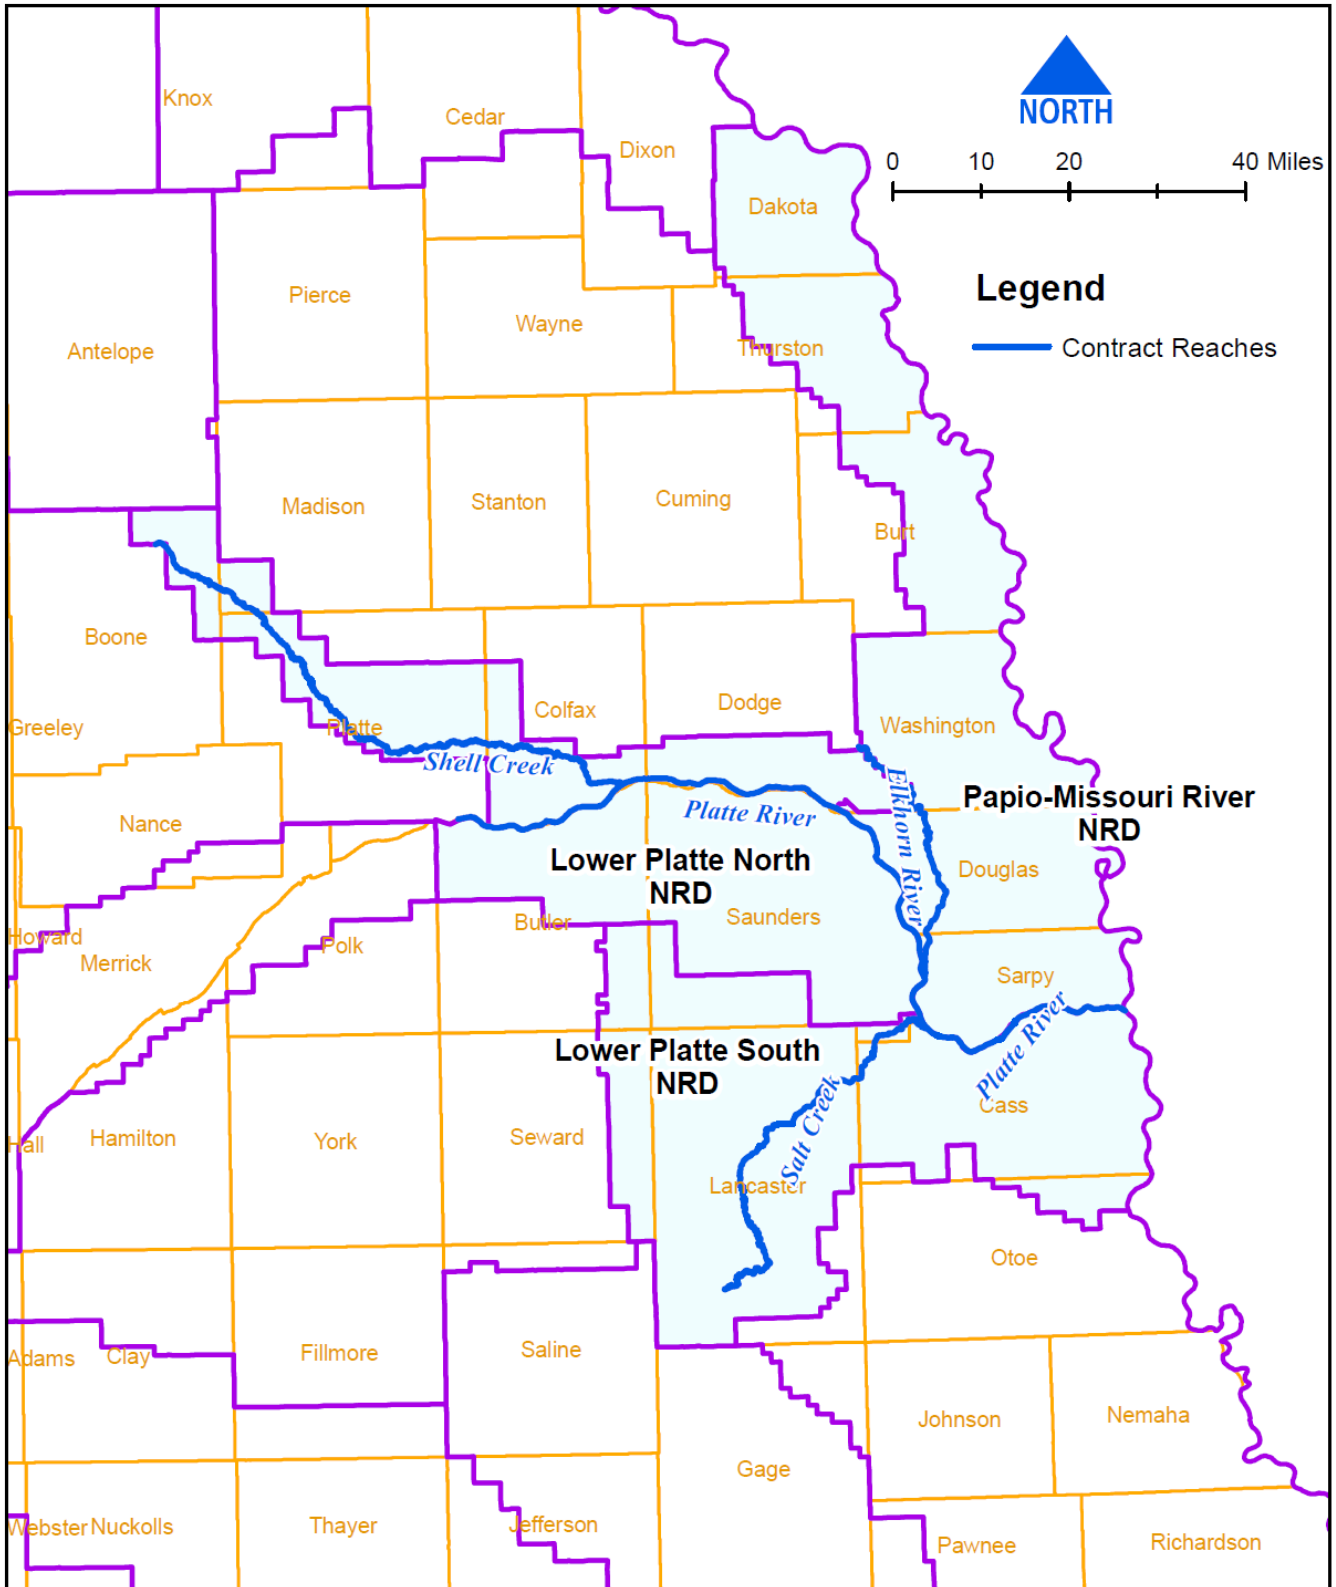 Knox
Cedar
Dixon
NORTH
0 10 20 40 Miles
Dakota
Legend
Contract Reaches
Pierce
Wayne
Antelope
Thurston
Madison
Stanton
Cuming
Burt
Boone
Greeley
Platte
Colfax
Dodge
Washington
Shell Creek
Platte River
Elkhorn River
Papio-Missouri River
NRD
Nance
Lower Platte North
NRD
Douglas
Saunders
Butler
Howard
Merrick
Polk
Sarpy
Platte River
Lower Platte South
NRD
Cass
Hall
Hamilton
York
Seward
Salt Creek
Lancaster
Otoe
Adams
Clay
Fillmore
Saline
Johnson
Nemaha
Gage
Webster
Nuckolls
Thayer
Jefferson
Pawnee
Richardson